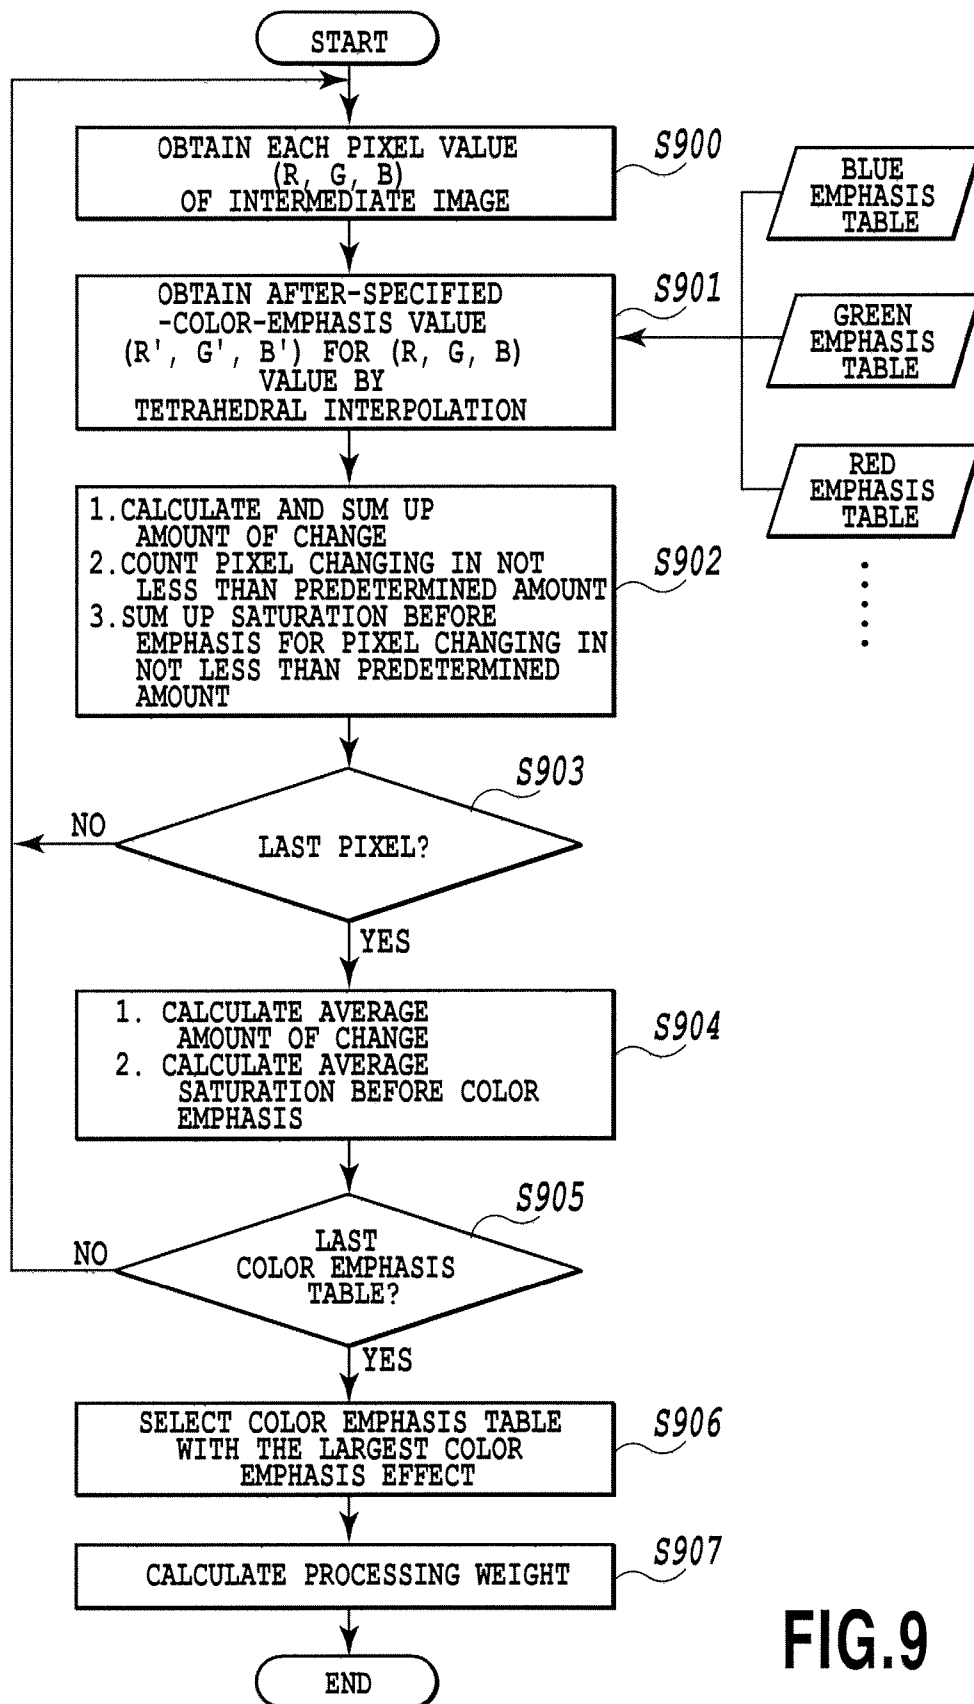 START
OBTAIN EACH PIXEL VALUE
(R, G, B)
OF INTERMEDIATE IMAGE
S900
BLUE
EMPHASIS
TABLE
OBTAIN AFTER-SPECIFIED
-COLOR-EMPHASIS VALUE
(R', G', B') FOR (R, G, B)
VALUE BY
TETRAHEDRAL INTERPOLATION
S901
GREEN
EMPHASIS
TABLE
RED
EMPHASIS
TABLE
1.CALCULATE AND SUM UP
AMOUNT OF CHANGE
2.COUNT PIXEL CHANGING IN NOT
LESS THAN PREDETERMINED AMOUNT
3.SUM UP SATURATION BEFORE
EMPHASIS FOR PIXEL CHANGING IN
NOT LESS THAN PREDETERMINED
AMOUNT
S902
S903
LAST PIXEL?
NO
YES
1. CALCULATE AVERAGE
AMOUNT OF CHANGE
2. CALCULATE AVERAGE
SATURATION BEFORE COLOR
EMPHASIS
S904
S905
LAST
COLOR EMPHASIS
TABLE?
NO
YES
SELECT COLOR EMPHASIS TABLE
WITH THE LARGEST COLOR
EMPHASIS EFFECT
S906
CALCULATE PROCESSING WEIGHT
S907
END
FIG.9